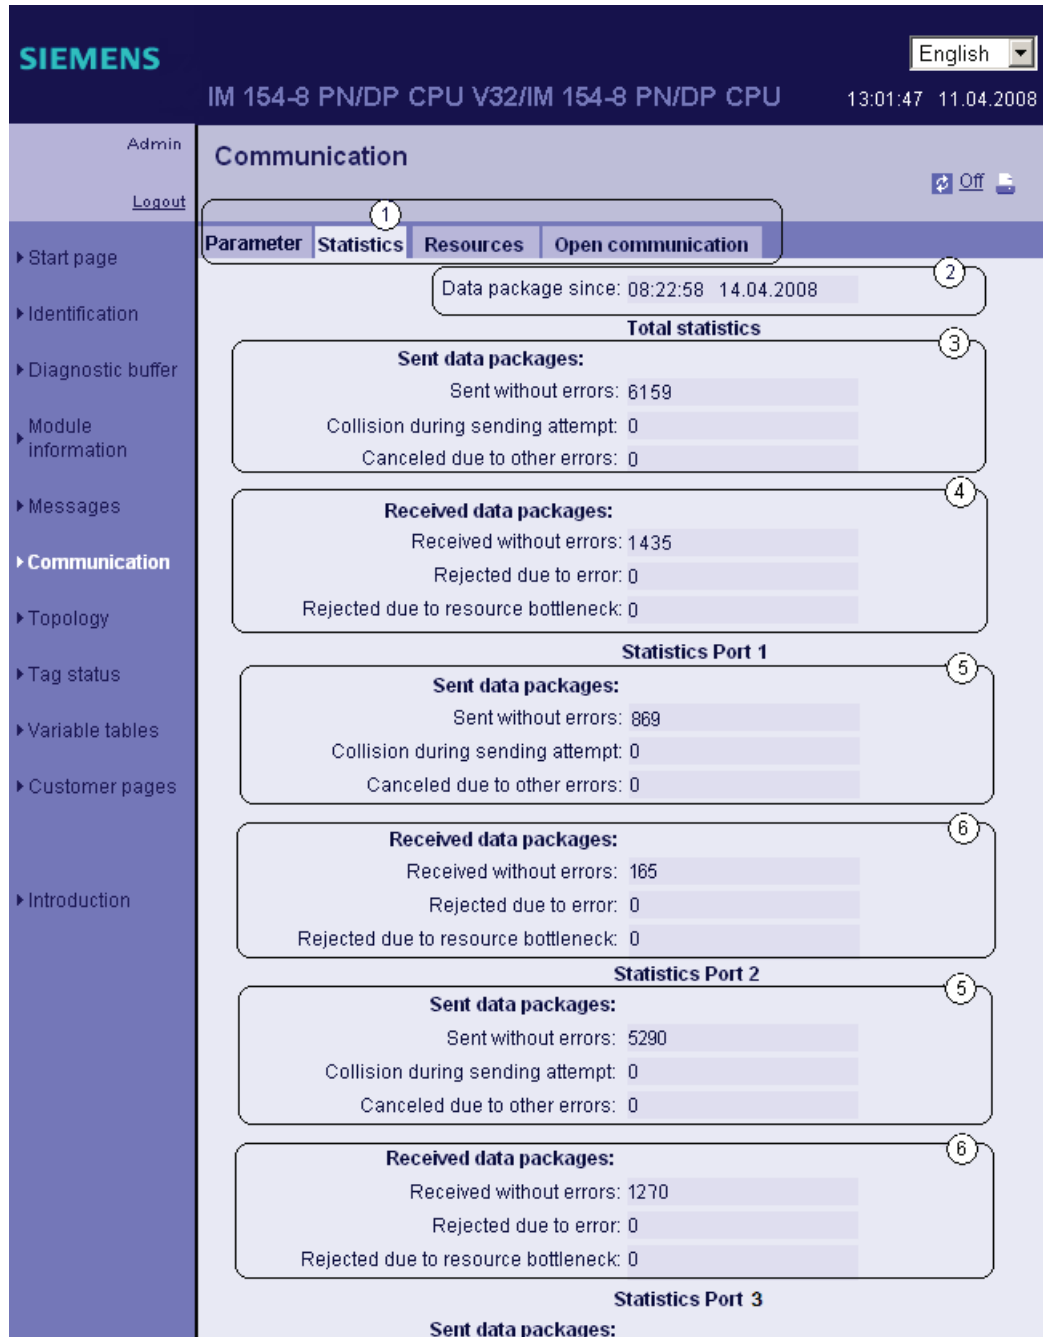 SIEMENS
English
IM 154-8 PN/DP CPU V32/IM 154-8 PN/DP CPU
13:01:47 11.04.2008
Admin
Logout
Communication
Off
1
Parameter Statistics Resources Open communication
Start page
Identification
Diagnostic buffer
Module
information
Messages
Communication
Topology
Tag status
Variable tables
Customer pages
Introduction
2
Data package since: 08:22:58 14.04.2008
Total statistics
3
Sent data packages:
Sent without errors: 6159
Collision during sending attempt: 0
Canceled due to other errors: 0
4
Received data packages:
Received without errors: 1435
Rejected due to error: 0
Rejected due to resource bottleneck: 0
Statistics Port 1
5
Sent data packages:
Sent without errors: 869
Collision during sending attempt: 0
Canceled due to other errors: 0
6
Received data packages:
Received without errors: 165
Rejected due to error: 0
Rejected due to resource bottleneck: 0
Statistics Port 2
5
Sent data packages:
Sent without errors: 5290
Collision during sending attempt: 0
Canceled due to other errors: 0
6
Received data packages:
Received without errors: 1270
Rejected due to error: 0
Rejected due to resource bottleneck: 0
Statistics Port 3
Sent data packages: